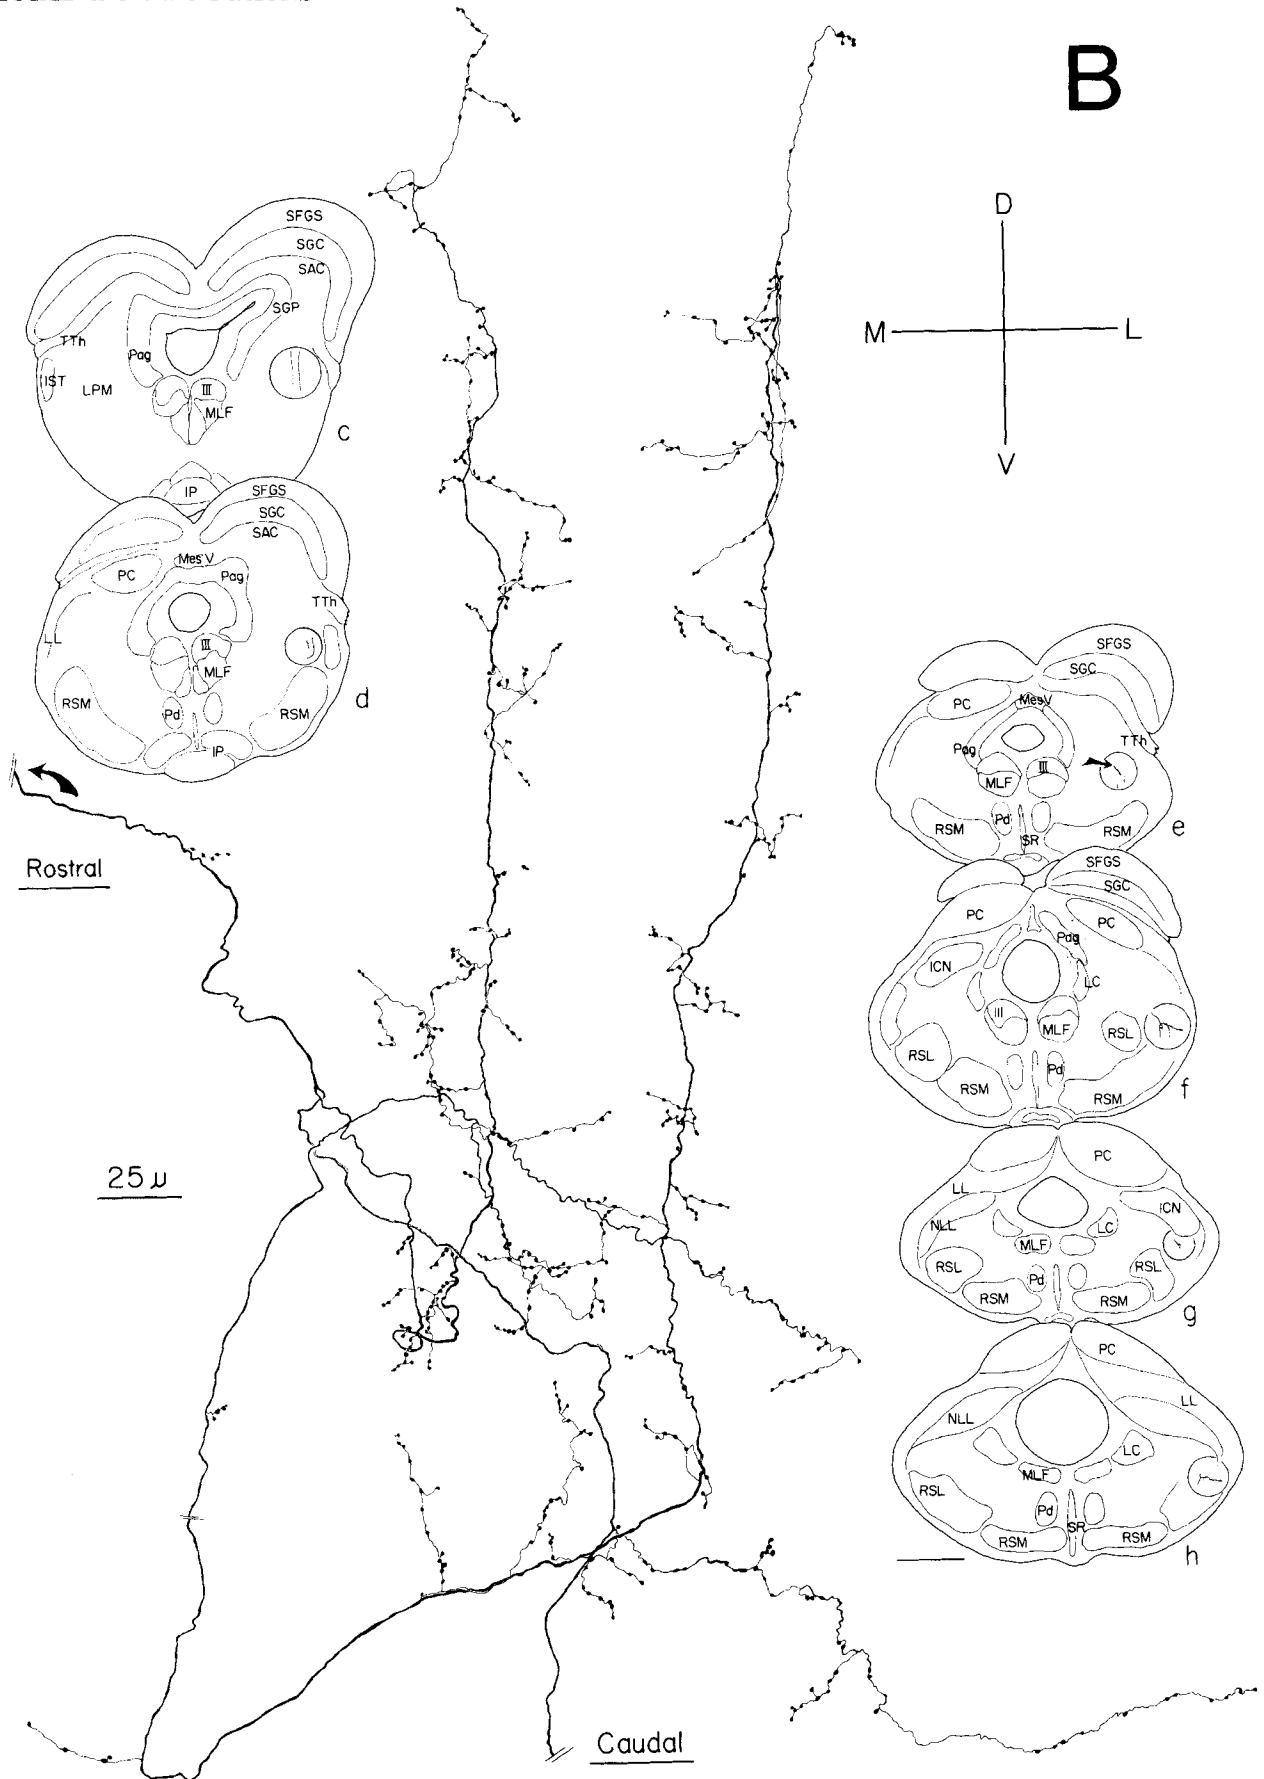 B
D
M L
V
SFGS
SGC
SAC
SGP
TTh
Pag
IST
LPM
III
MLF
c
IP
SFGS
SGC
SAC
Mes V
PC
Pag
TTh
LL
III
MLF
RSM
Pd
RSM
d
IP
Rostral
25 μ
SFGS
SGC
PC
MesV
TTh
Pag
III
MLF
Pd
RSM
SR
RSM
e
SFGS
SGC
PC
PC
Pag
ICN
LC
III
MLF
RSL
RSL
Pd
RSM
RSM
f
PC
LL
ICN
NLL
LC
MLF
RSL
Pd
RSL
RSM
RSM
g
PC
LL
NLL
LC
MLF
RSL
Pd
SR
RSM
RSM
h
Caudal